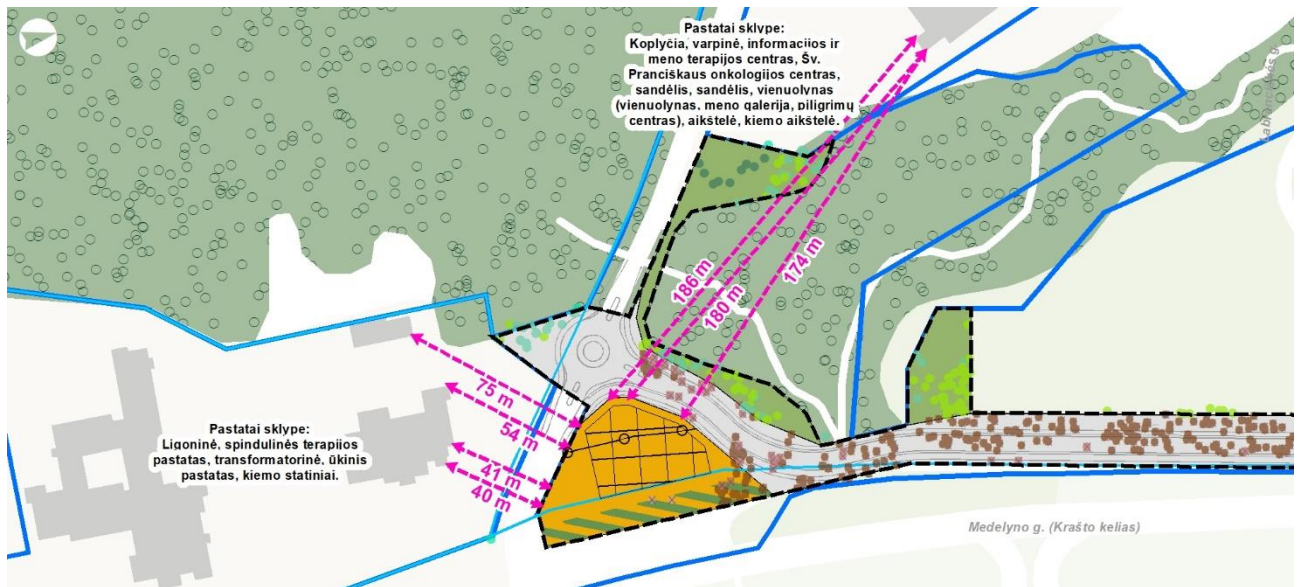 Pastatai sklype:
Koplyčia, varpinė, informacijos ir
meno terapijos centras, Šv.
Pranciškaus onkologijos centras,
sandėlis, sandėlis, vienuolynas
(vienuolynas, meno galerija, piligrimų
centras), aikštelė, kiemo aikštelė.
186 m
180 m
174 m
75 m
54 m
41 m
40 m
Pastatai sklype:
Ligoninė, spindulinės terapijos
pastatas, transformatorinė, ūkinis
pastatas, kiemo statiniai.
Medelyno g. (Krašto kelias)